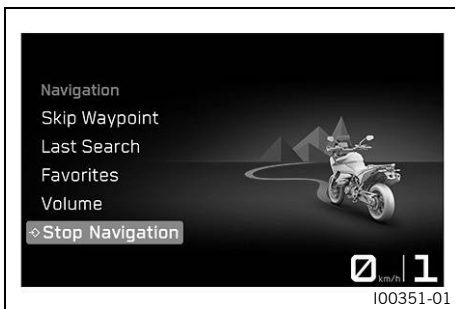 Navigation
Skip Waypoint
Last Search
Favorites
Volume
Stop Navigation
0 km/h 1
I00351-01